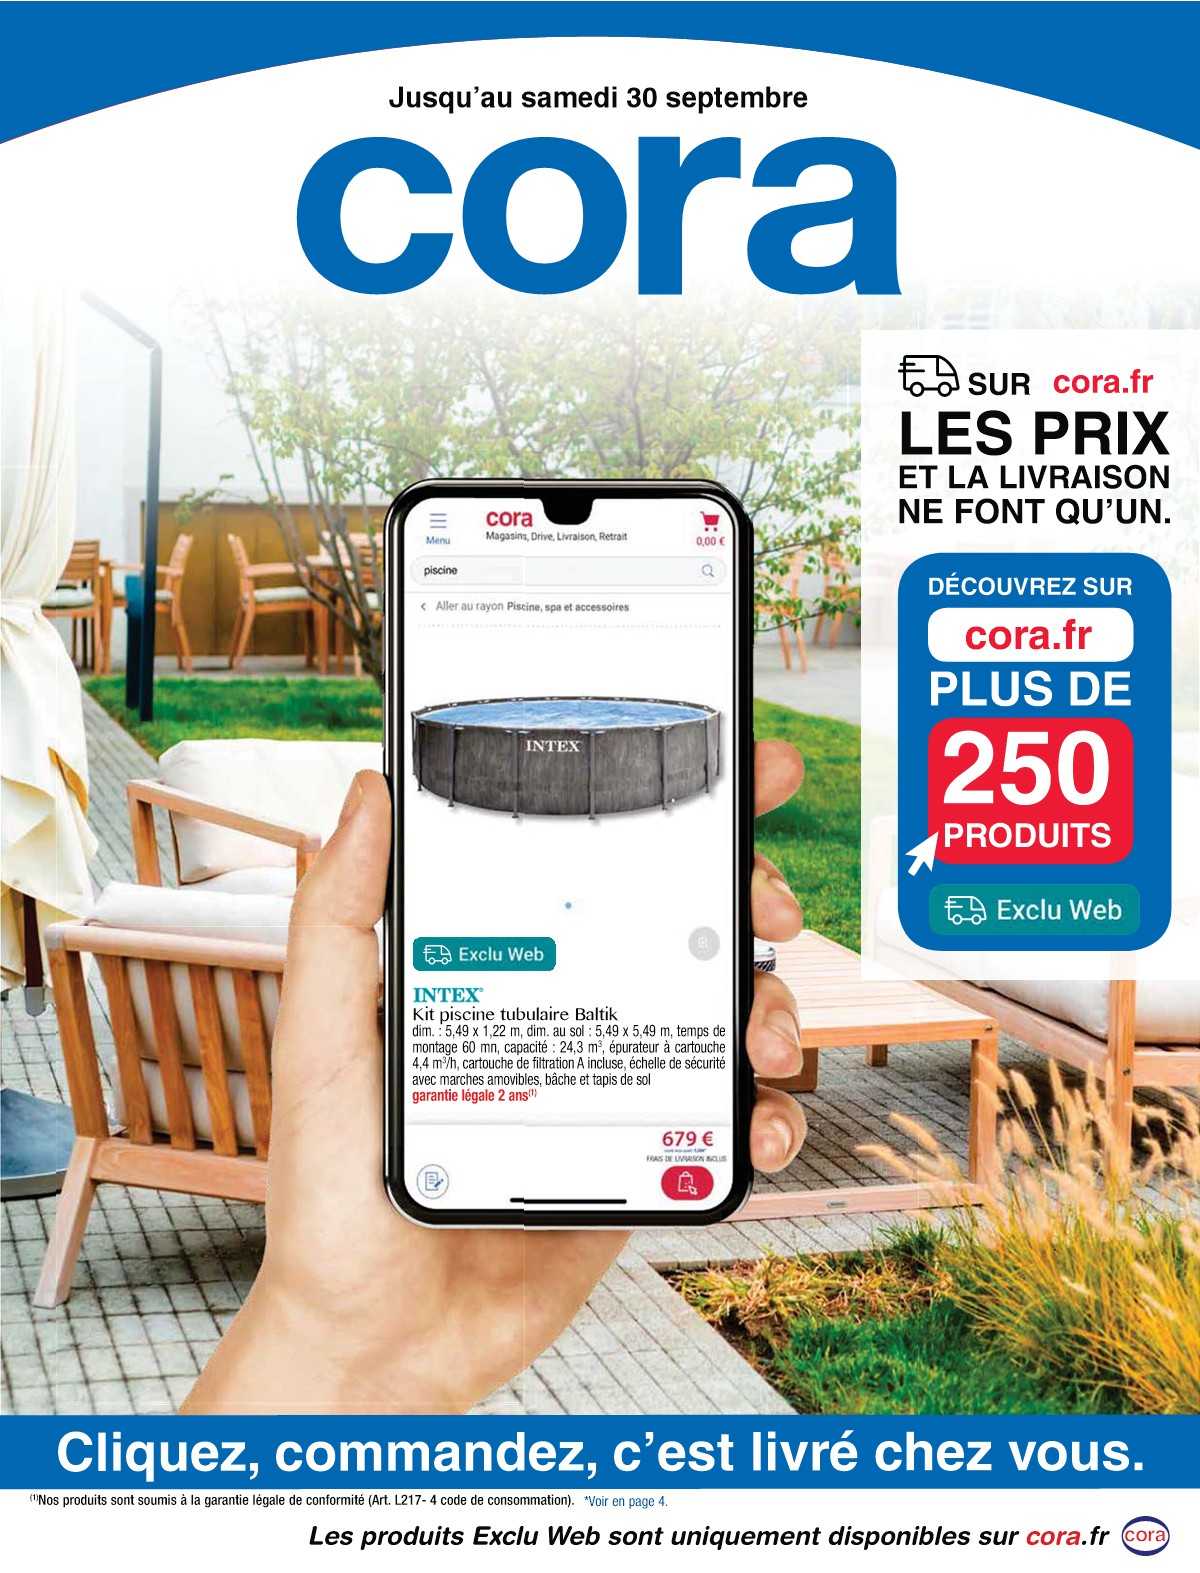 Jusqu'au samedi 30 septembre
cora
SUR cora.fr
LES PRIX
ET LA LIVRAISON
NE FONT QU'UN.
DÉCOUVREZ SUR
cora.fr
PLUS DE
250
PRODUITS
Exclu Web
Menu
cora
Magasins, Drive, Livraison, Retrait
0,00 €
piscine
< Aller au rayon Piscine, spa et accessoires
INTEX
Exclu Web
INTEX®
Kit piscine tubulaire Baltik
dim. : 5,49 x 1,22 m, dim. au sol : 5,49 x 5,49 m, temps de
montage 60 mn, capacité : 24,3 m³, épurateur à cartouche
4,4 m³/h, cartouche de filtration A incluse, échelle de sécurité
avec marches amovibles, bâche et tapis de sol
garantie légale 2 ans(1)
679 €
FRAIS DE LIVRAISON INCLUS
Cliquez, commandez, c'est livré chez vous.
(1)Nos produits sont soumis à la garantie légale de conformité (Art. L217- 4 code de consommation). *Voir en page 4.
Les produits Exclu Web sont uniquement disponibles sur cora.fr cora